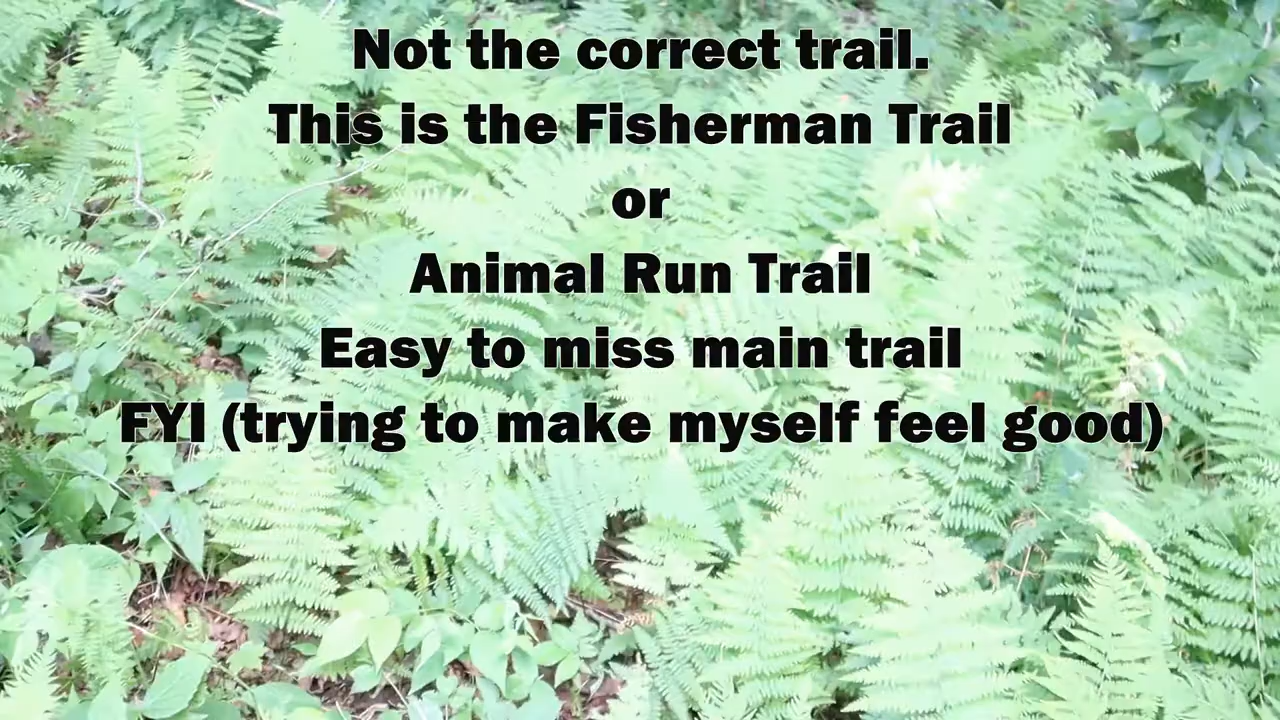 Not the correct trail.
This is the Fisherman Trail
or
Animal Run Trail
Easy to miss main trail
FYI (trying to make myself feel good)